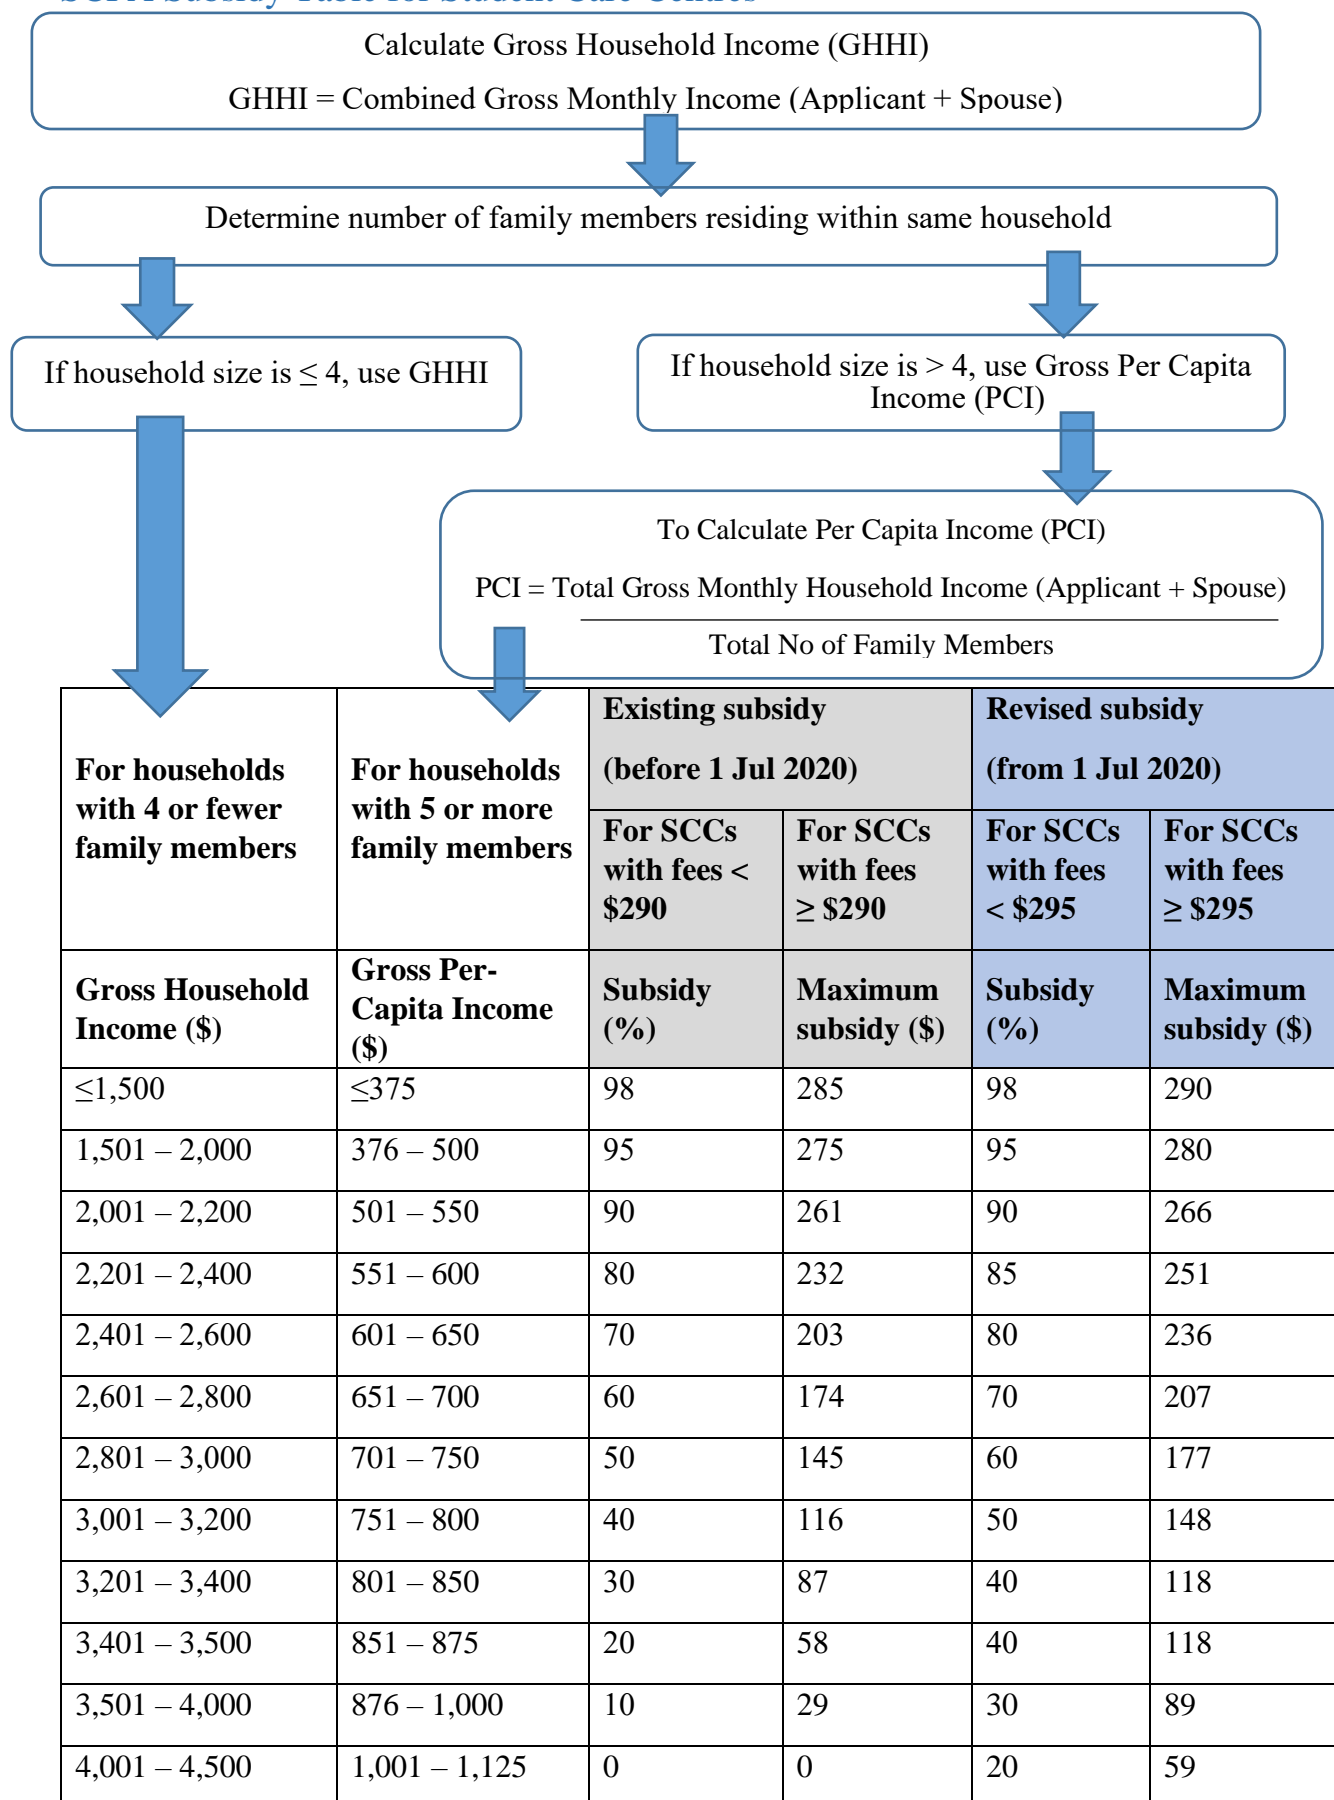 SCFA Subsidy Table for Student Care Centres
Calculate Gross Household Income (GHHI)
GHHI = Combined Gross Monthly Income (Applicant + Spouse)
Determine number of family members residing within same household
If household size is ≤ 4, use GHHI
If household size is > 4, use Gross Per Capita
Income (PCI)
To Calculate Per Capita Income (PCI)
PCI = Total Gross Monthly Household Income (Applicant + Spouse)
Total No of Family Members
For households
with 4 or fewer
family members
For households
with 5 or more
family members
Existing subsidy
(before 1 Jul 2020)
Revised subsidy
(from 1 Jul 2020)
For SCCs
with fees <
$290
For SCCs
with fees
≥ $290
For SCCs
with fees
< $295
For SCCs
with fees
≥ $295
Gross Household
Income ($)
Gross Per-
Capita Income
($)
Subsidy
(%)
Maximum
subsidy ($)
Subsidy
(%)
Maximum
subsidy ($)
≤1,500 ≤375 98 285 98 290
1,501 – 2,000 376 – 500 95 275 95 280
2,001 – 2,200 501 – 550 90 261 90 266
2,201 – 2,400 551 – 600 80 232 85 251
2,401 – 2,600 601 – 650 70 203 80 236
2,601 – 2,800 651 – 700 60 174 70 207
2,801 – 3,000 701 – 750 50 145 60 177
3,001 – 3,200 751 – 800 40 116 50 148
3,201 – 3,400 801 – 850 30 87 40 118
3,401 – 3,500 851 – 875 20 58 40 118
3,501 – 4,000 876 – 1,000 10 29 30 89
4,001 – 4,500 1,001 – 1,125 0 0 20 59